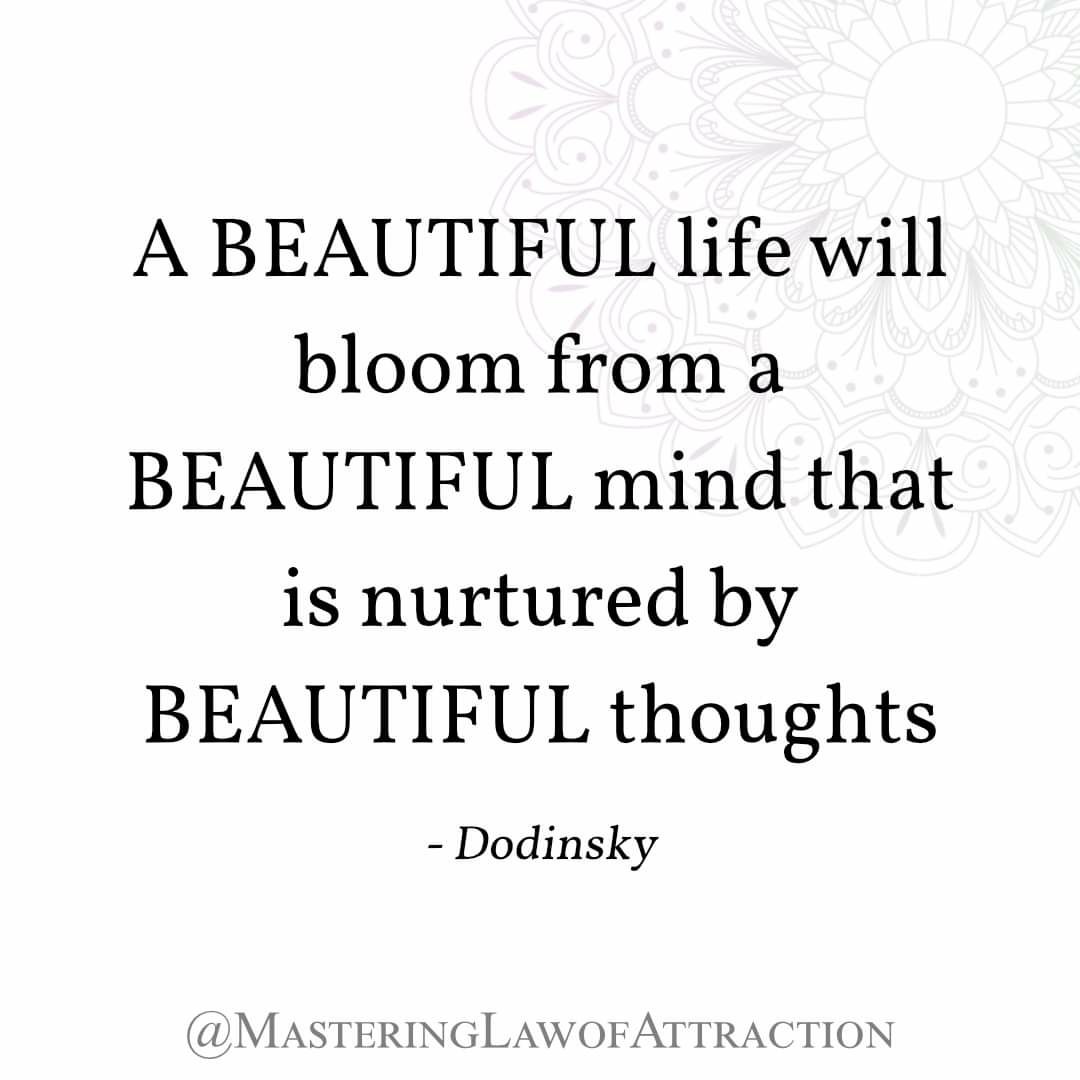 A BEAUTIFUL life will
bloom from a
BEAUTIFUL mind that
is nurtured by
BEAUTIFUL thoughts
- Dodinsky
@MasteringLawofAttraction